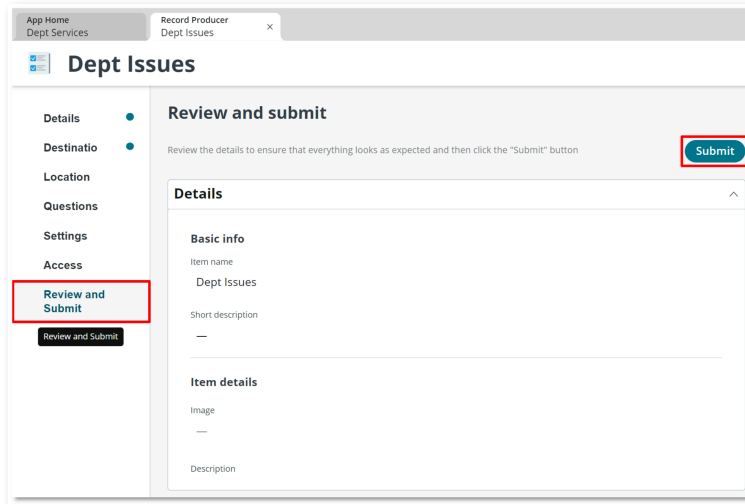 App Home
Dept Services
Record Producer
Dept Issues
Dept Issues
Details
Destinatio
Location
Questions
Settings
Access
Review and
Submit
Review and Submit
Review and submit
Review the details to ensure that everything looks as expected and then click the "Submit" button
Submit
Details
Basic info
Item name
Dept Issues
Short description
—
Item details
Image
—
Description